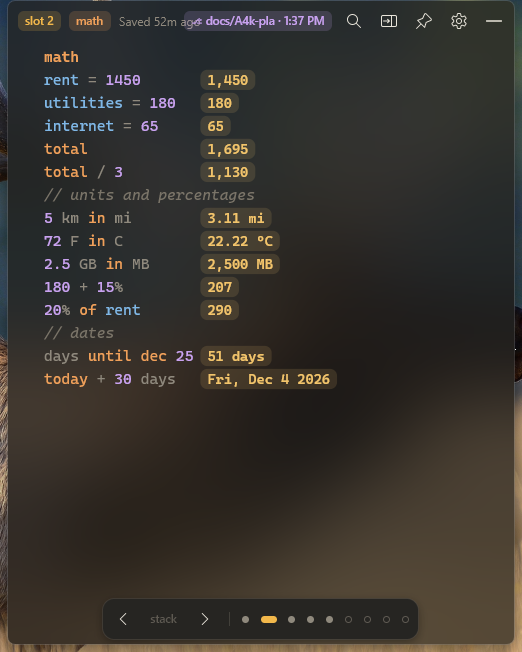 slot 2 math Saved 52m ago docs/A4k-pla · 1:37 PM
math
rent = 1450 1,450
utilities = 180 180
internet = 65 65
total 1,695
total / 3 1,130
// units and percentages
5 km in mi 3.11 mi
72 F in C 22.22 °C
2.5 GB in MB 2,500 MB
180 + 15% 207
20% of rent 290
// dates
days until dec 25 51 days
today + 30 days Fri, Dec 4 2026
stack